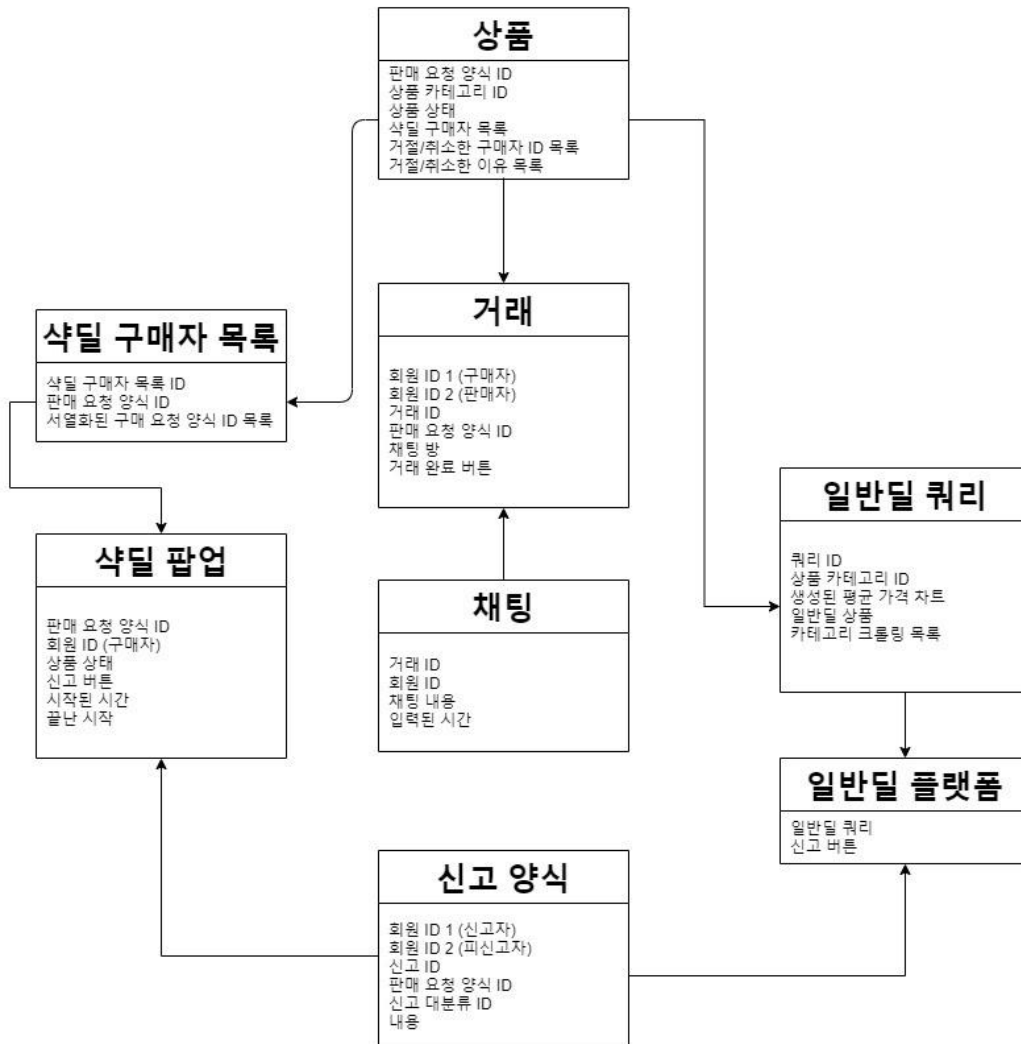 상품
판매 요청 양식 ID
상품 카테고리 ID
상품 상태
샥딜 구매자 목록
거절/취소한 구매자 ID 목록
거절/취소한 이유 목록
샥딜 구매자 목록
샥딜 구매자 목록 ID
판매 요청 양식 ID
서열화된 구매 요청 양식 ID 목록
거래
회원 ID 1 (구매자)
회원 ID 2 (판매자)
거래 ID
판매 요청 양식 ID
채팅 방
거래 완료 버튼
일반딜 쿼리
쿼리 ID
상품 카테고리 ID
생성된 평균 가격 차트
일반딜 상품
카테고리 크롤링 목록
샥딜 팝업
판매 요청 양식 ID
회원 ID (구매자)
상품 상태
신고 버튼
시작된 시간
끝난 시작
채팅
거래 ID
회원 ID
채팅 내용
입력된 시간
일반딜 플랫폼
일반딜 쿼리
신고 버튼
신고 양식
회원 ID 1 (신고자)
회원 ID 2 (피신고자)
신고 ID
판매 요청 양식 ID
신고 대분류 ID
내용